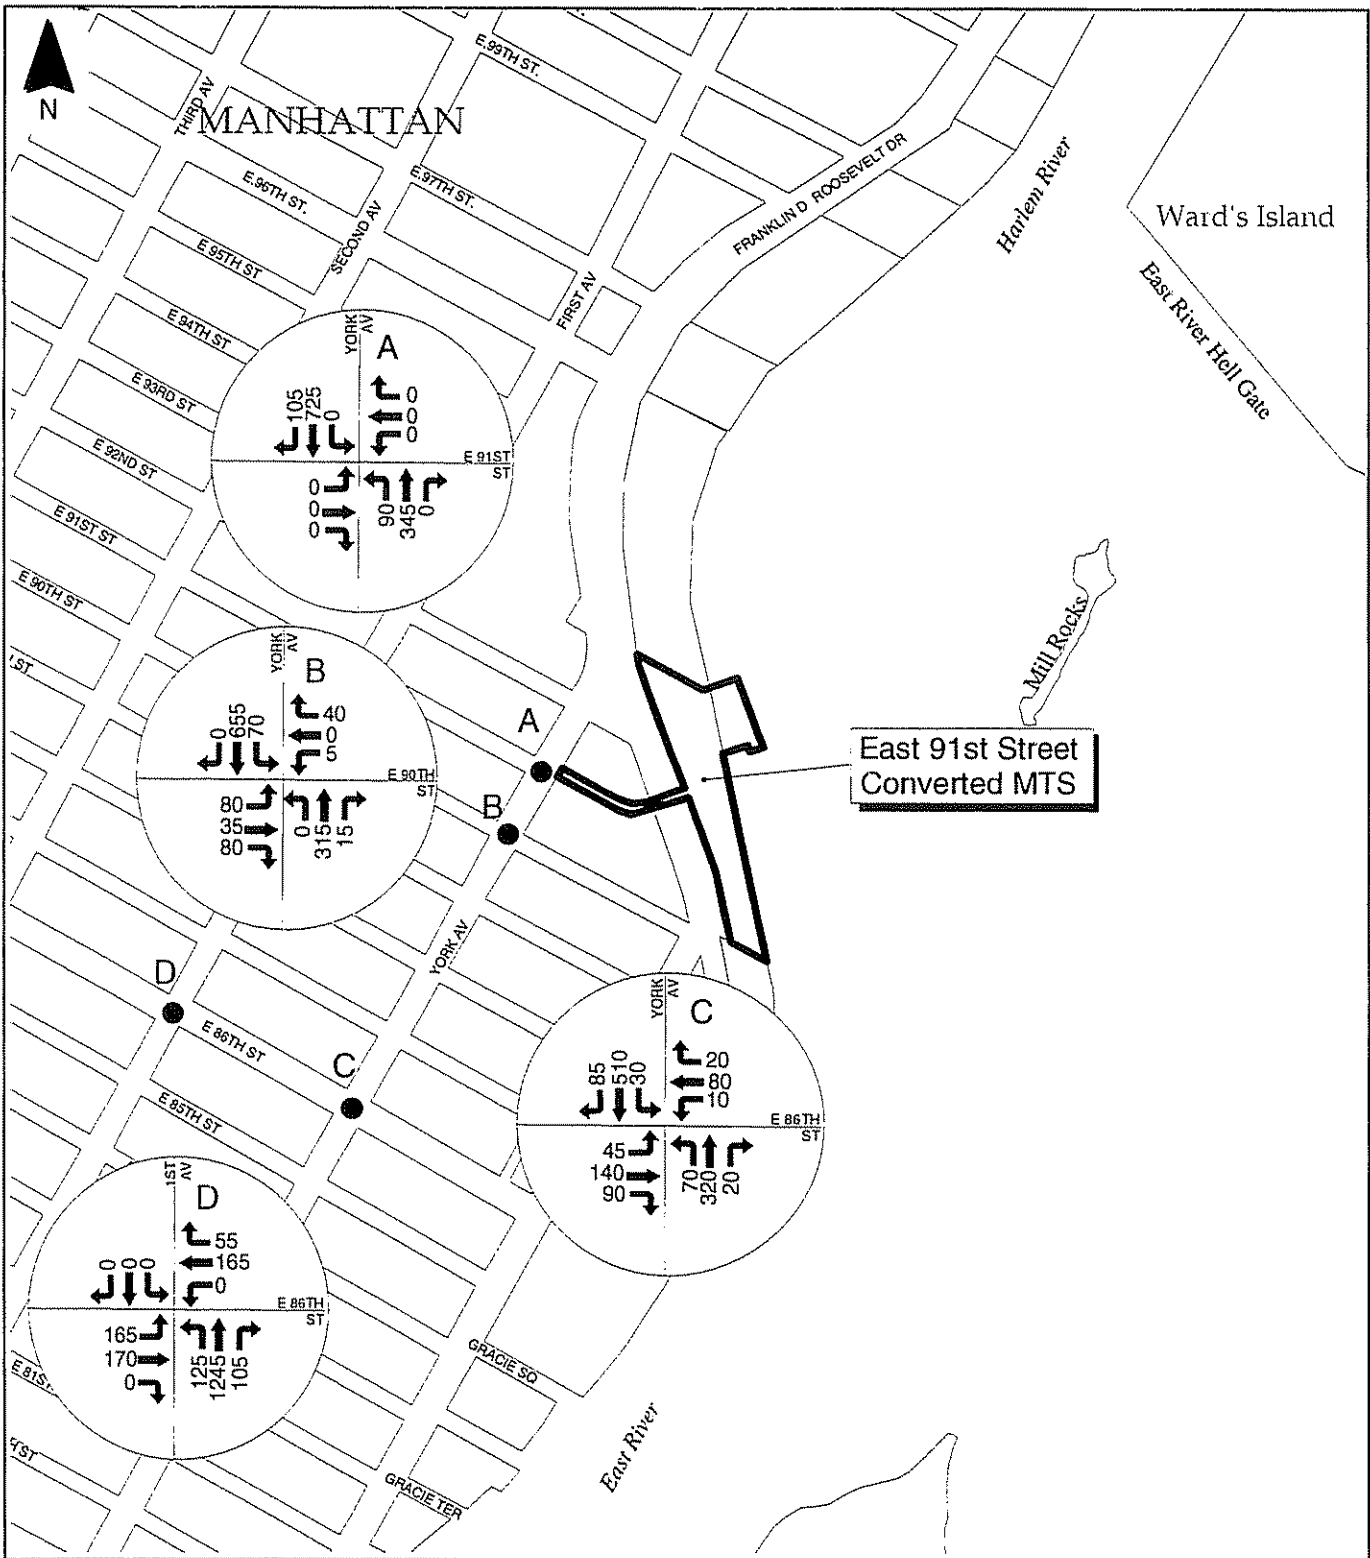 N
MANHATTAN
THIRD AV
E.99TH ST.
E.96TH ST.
E.97TH ST.
SECOND AV
E 95TH ST
FIRST AV
E 94TH ST
E 93RD ST
E 92ND ST
E 91ST ST
E 90TH ST
FRANKLIN D ROOSEVELT DR
Harlem River
Ward's Island
East River Hell Gate
Mill Rocks
YORK AV
A
105
725
0
0
0
0
E 91ST ST
0
0
0
90
345
0
YORK AV
B
0
655
70
40
0
5
E 90TH ST
80
35
80
0
315
15
A
B
East 91st Street
Converted MTS
YORK AV
D
E 86TH ST
C
E 85TH ST
YORK AV
C
85
510
30
20
80
10
E 86TH ST
45
140
90
70
320
20
1ST AV
D
0
0
0
55
165
0
E 86TH ST
165
170
0
125
1245
105
E 81ST
GRACIE SQ
East River
GRACIE TER